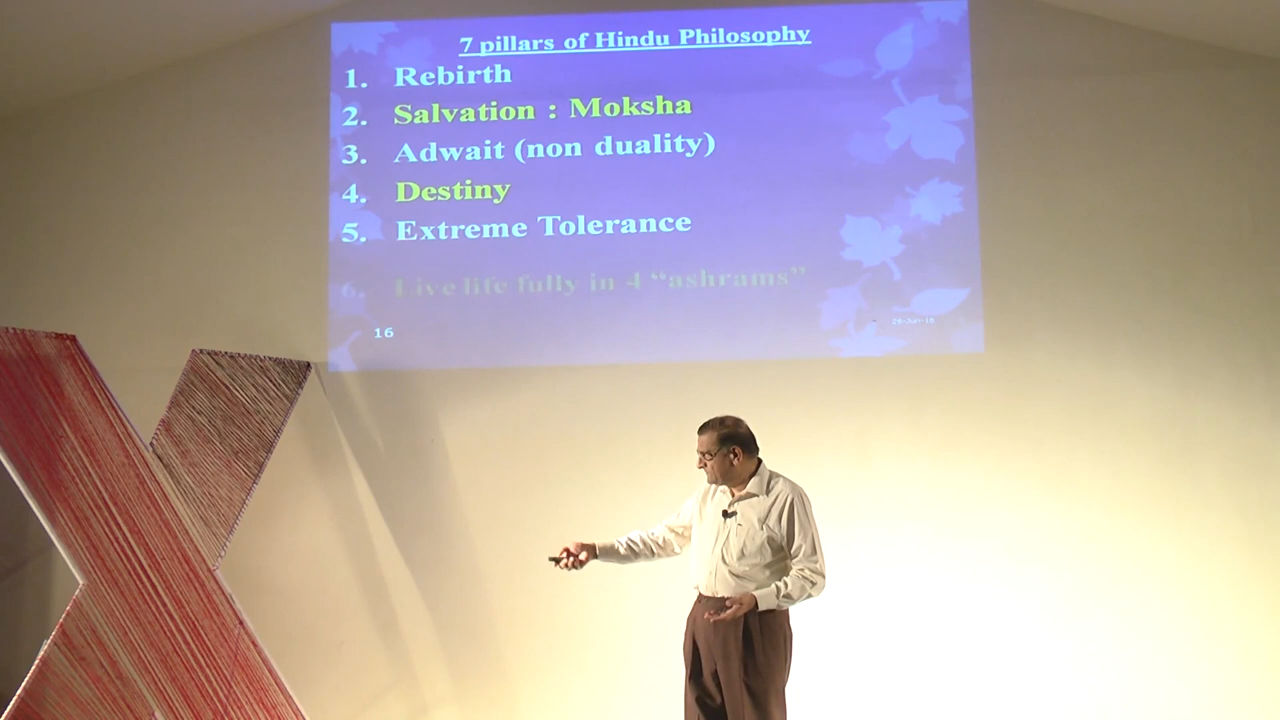 7 pillars of Hindu Philosophy
1. Rebirth
2. Salvation : Moksha
3. Adwait (non duality)
4. Destiny
5. Extreme Tolerance
6. Live life fully in 4 “ashrams”
16
X